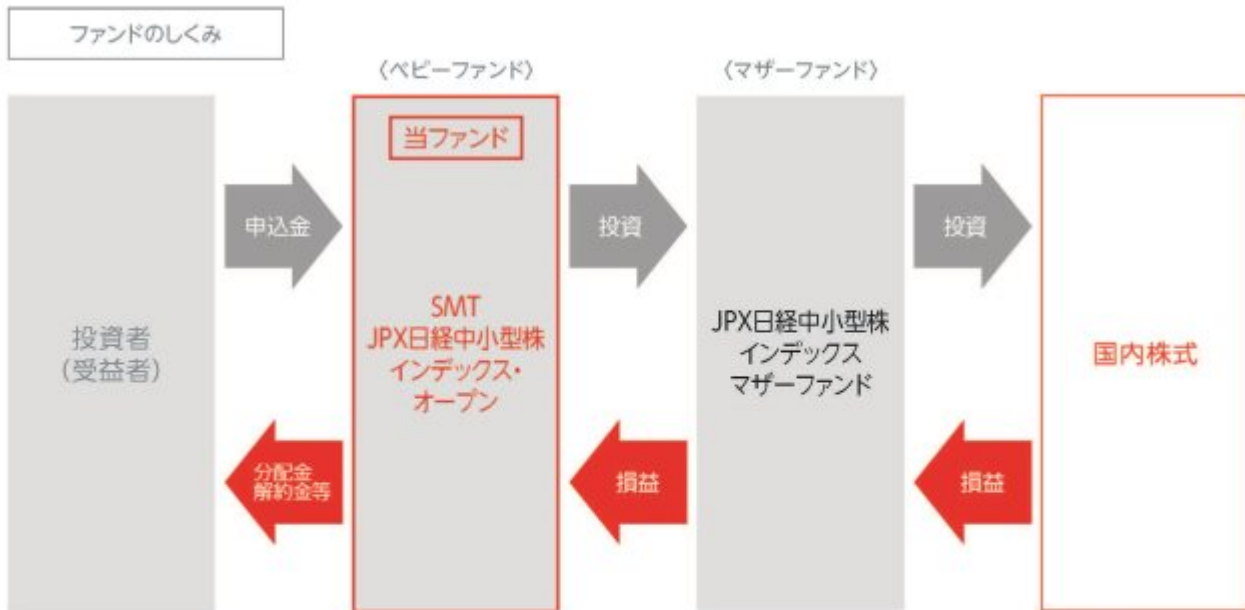 ファンドのしくみ
〈ベビーファンド〉
〈マザーファンド〉
当ファンド
申込金
投資
投資
投資者
(受益者)
SMT
JPX日経中小型株
インデックス・
オープン
JPX日経中小型株
インデックス
マザーファンド
国内株式
分配金
解約金等
損益
損益